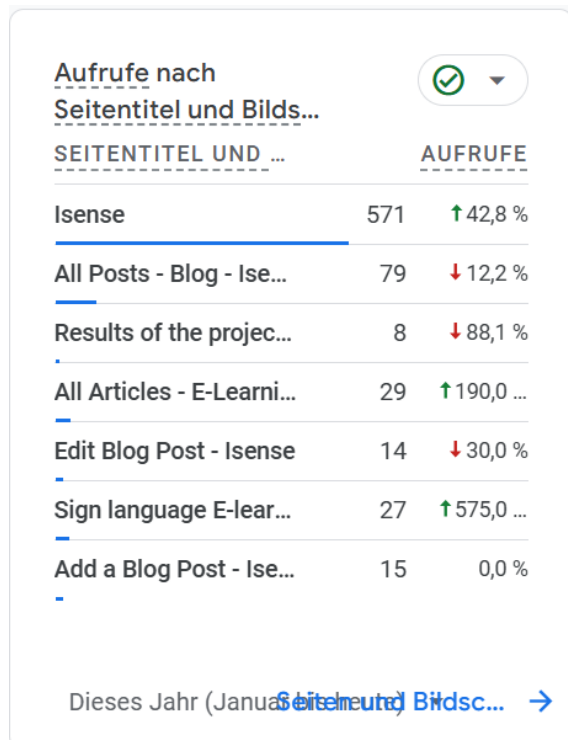 Aufrufe nach
Seitentitel und Bilds...
SEITENTITEL UND ... AUFRUFE
Isense 571 ↑ 42,8 %
All Posts - Blog - Ise... 79 ↓ 12,2 %
Results of the projec... 8 ↓ 88,1 %
All Articles - E-Learni... 29 ↑ 190,0 ...
Edit Blog Post - Isense 14 ↓ 30,0 %
Sign language E-lear... 27 ↑ 575,0 ...
Add a Blog Post - Ise... 15 0,0 %
Dieses Jahr (Januar bis heute) Seiten und Bildsc... →